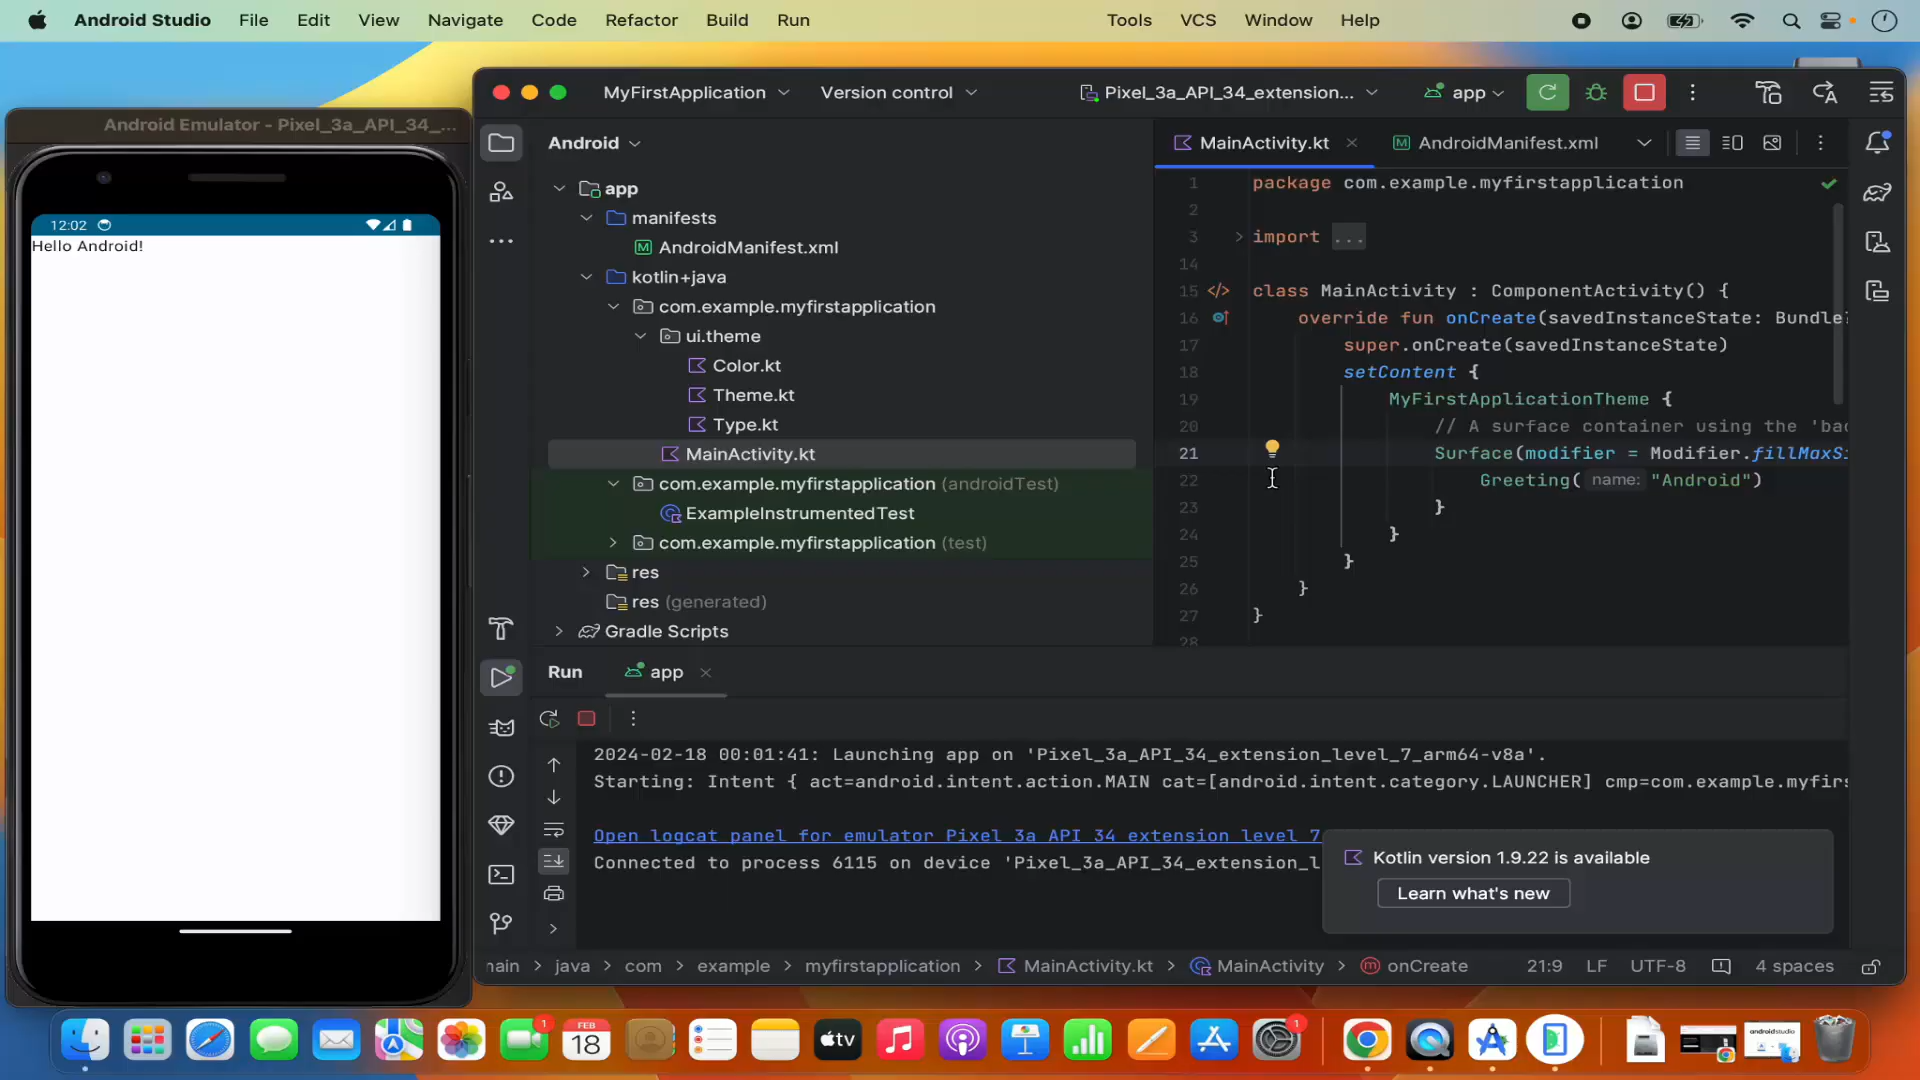 Android Studio File Edit View Navigate Code Refactor Build Run Tools VCS Window Help
Android Emulator - Pixel_3a_API_34_...
12:02
Hello Android!
MyFirstApplication Version control Pixel_3a_API_34_extension... app
Android
app
manifests
AndroidManifest.xml
kotlin+java
com.example.myfirstapplication
ui.theme
Color.kt
Theme.kt
Type.kt
MainActivity.kt
com.example.myfirstapplication (androidTest)
ExampleInstrumentedTest
com.example.myfirstapplication (test)
res
res (generated)
Gradle Scripts
MainActivity.kt AndroidManifest.xml
1 package com.example.myfirstapplication
2
3 import ...
14
15 class MainActivity : ComponentActivity() {
16 override fun onCreate(savedInstanceState: Bundle?
17 super.onCreate(savedInstanceState)
18 setContent {
19 MyFirstApplicationTheme {
20 // A surface container using the 'bac
21 Surface(modifier = Modifier.fillMaxSi
22 Greeting( name: "Android")
23 }
24 }
25 }
26 }
27 }
28
Run app
2024-02-18 00:01:41: Launching app on 'Pixel_3a_API_34_extension_level_7_arm64-v8a'.
Starting: Intent { act=android.intent.action.MAIN cat=[android.intent.category.LAUNCHER] cmp=com.example.myfirs
Open logcat panel for emulator Pixel 3a API 34 extension level 7
Connected to process 6115 on device 'Pixel_3a_API_34_extension_l
Kotlin version 1.9.22 is available
Learn what's new
main > java > com > example > myfirstapplication > MainActivity.kt > MainActivity > onCreate 21:9 LF UTF-8 4 spaces
1
FEB
18
tv
1
androidstudio